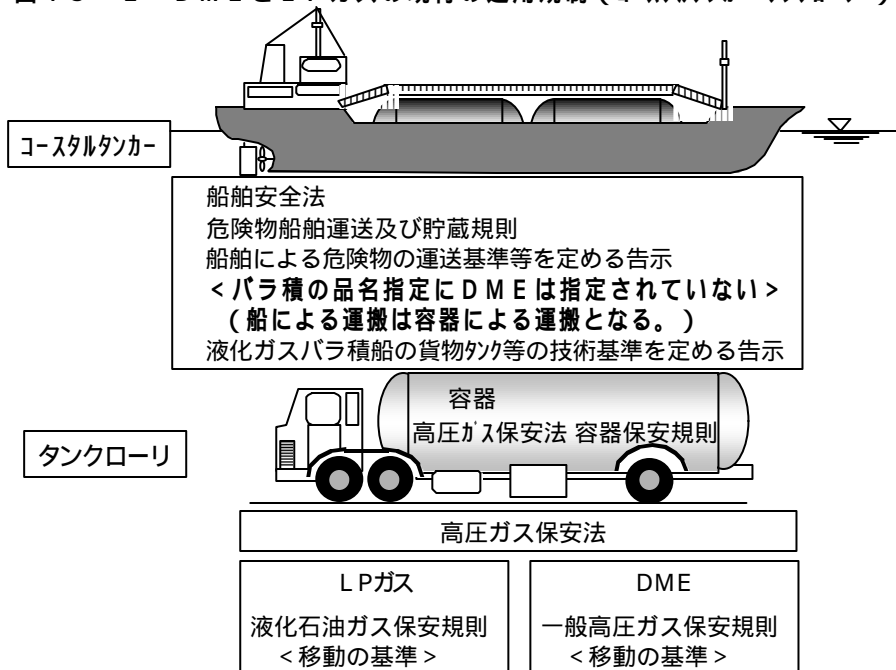 コースタルタンカー
船舶安全法
危険物船舶運送及び貯蔵規則
船舶による危険物の運送基準等を定める告示
＜バラ積の品名指定にＤＭＥは指定されていない＞
（船による運搬は容器による運搬となる。）
液化ガスバラ積船の貨物タンク等の技術基準を定める告示
容器
高圧ガス保安法 容器保安規則
タンクローリ
高圧ガス保安法
ＬＰガス
液化石油ガス保安規則
＜移動の基準＞
DME
一般高圧ガス保安規則
＜移動の基準＞